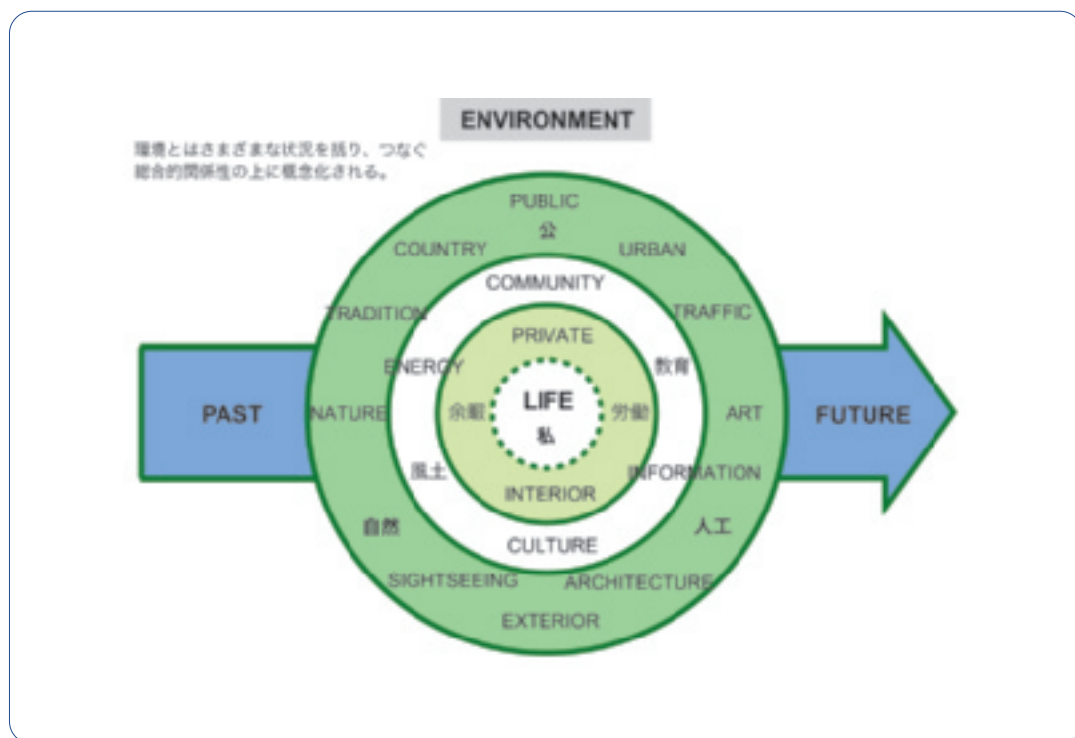 ENVIRONMENT
環境とはさまざまな状況を括り、つなぐ
総合的関係性の上に概念化される。
PUBLIC
公
COUNTRY
URBAN
COMMUNITY
TRADITION
TRAFFIC
PRIVATE
ENERGY
教育
PAST
NATURE
余暇
LIFE
私
労働
ART
FUTURE
風土
INFORMATION
INTERIOR
自然
人工
CULTURE
SIGHTSEEING
ARCHITECTURE
EXTERIOR